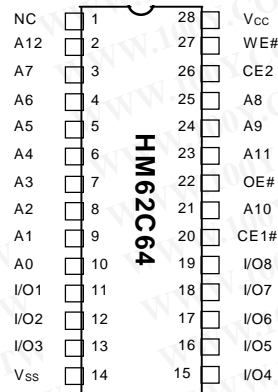 NC 1 28 Vcc
A12 2 27 WE#
A7 3 26 CE2
A6 4 25 A8
A5 5 24 A9
A4 6 23 A11
A3 7 22 OE#
A2 8 21 A10
A1 9 20 CE1#
A0 10 19 I/O8
I/O1 11 18 I/O7
I/O2 12 17 I/O6
I/O3 13 16 I/O5
Vss 14 15 I/O4
HM62C64